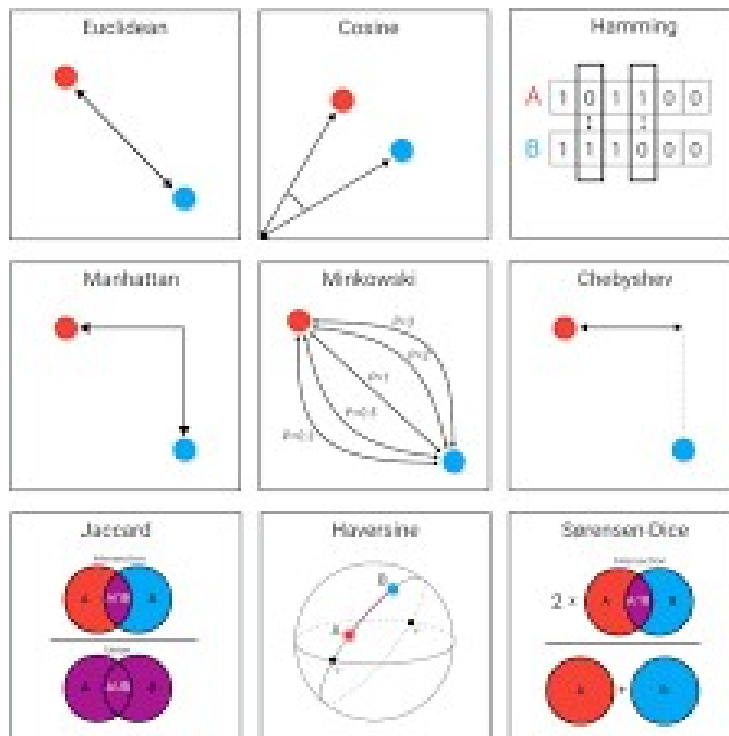 Euclidean
Cosine
Hamming
A 1 0 1 1 0 0
B 1 1 1 0 0 0
Manhattan
Minkowski
Chebyshev
Jaccard
A A∩B B
A A∪B B
Haversine
Sørensen-Dice
2 × A A∩B B
A +